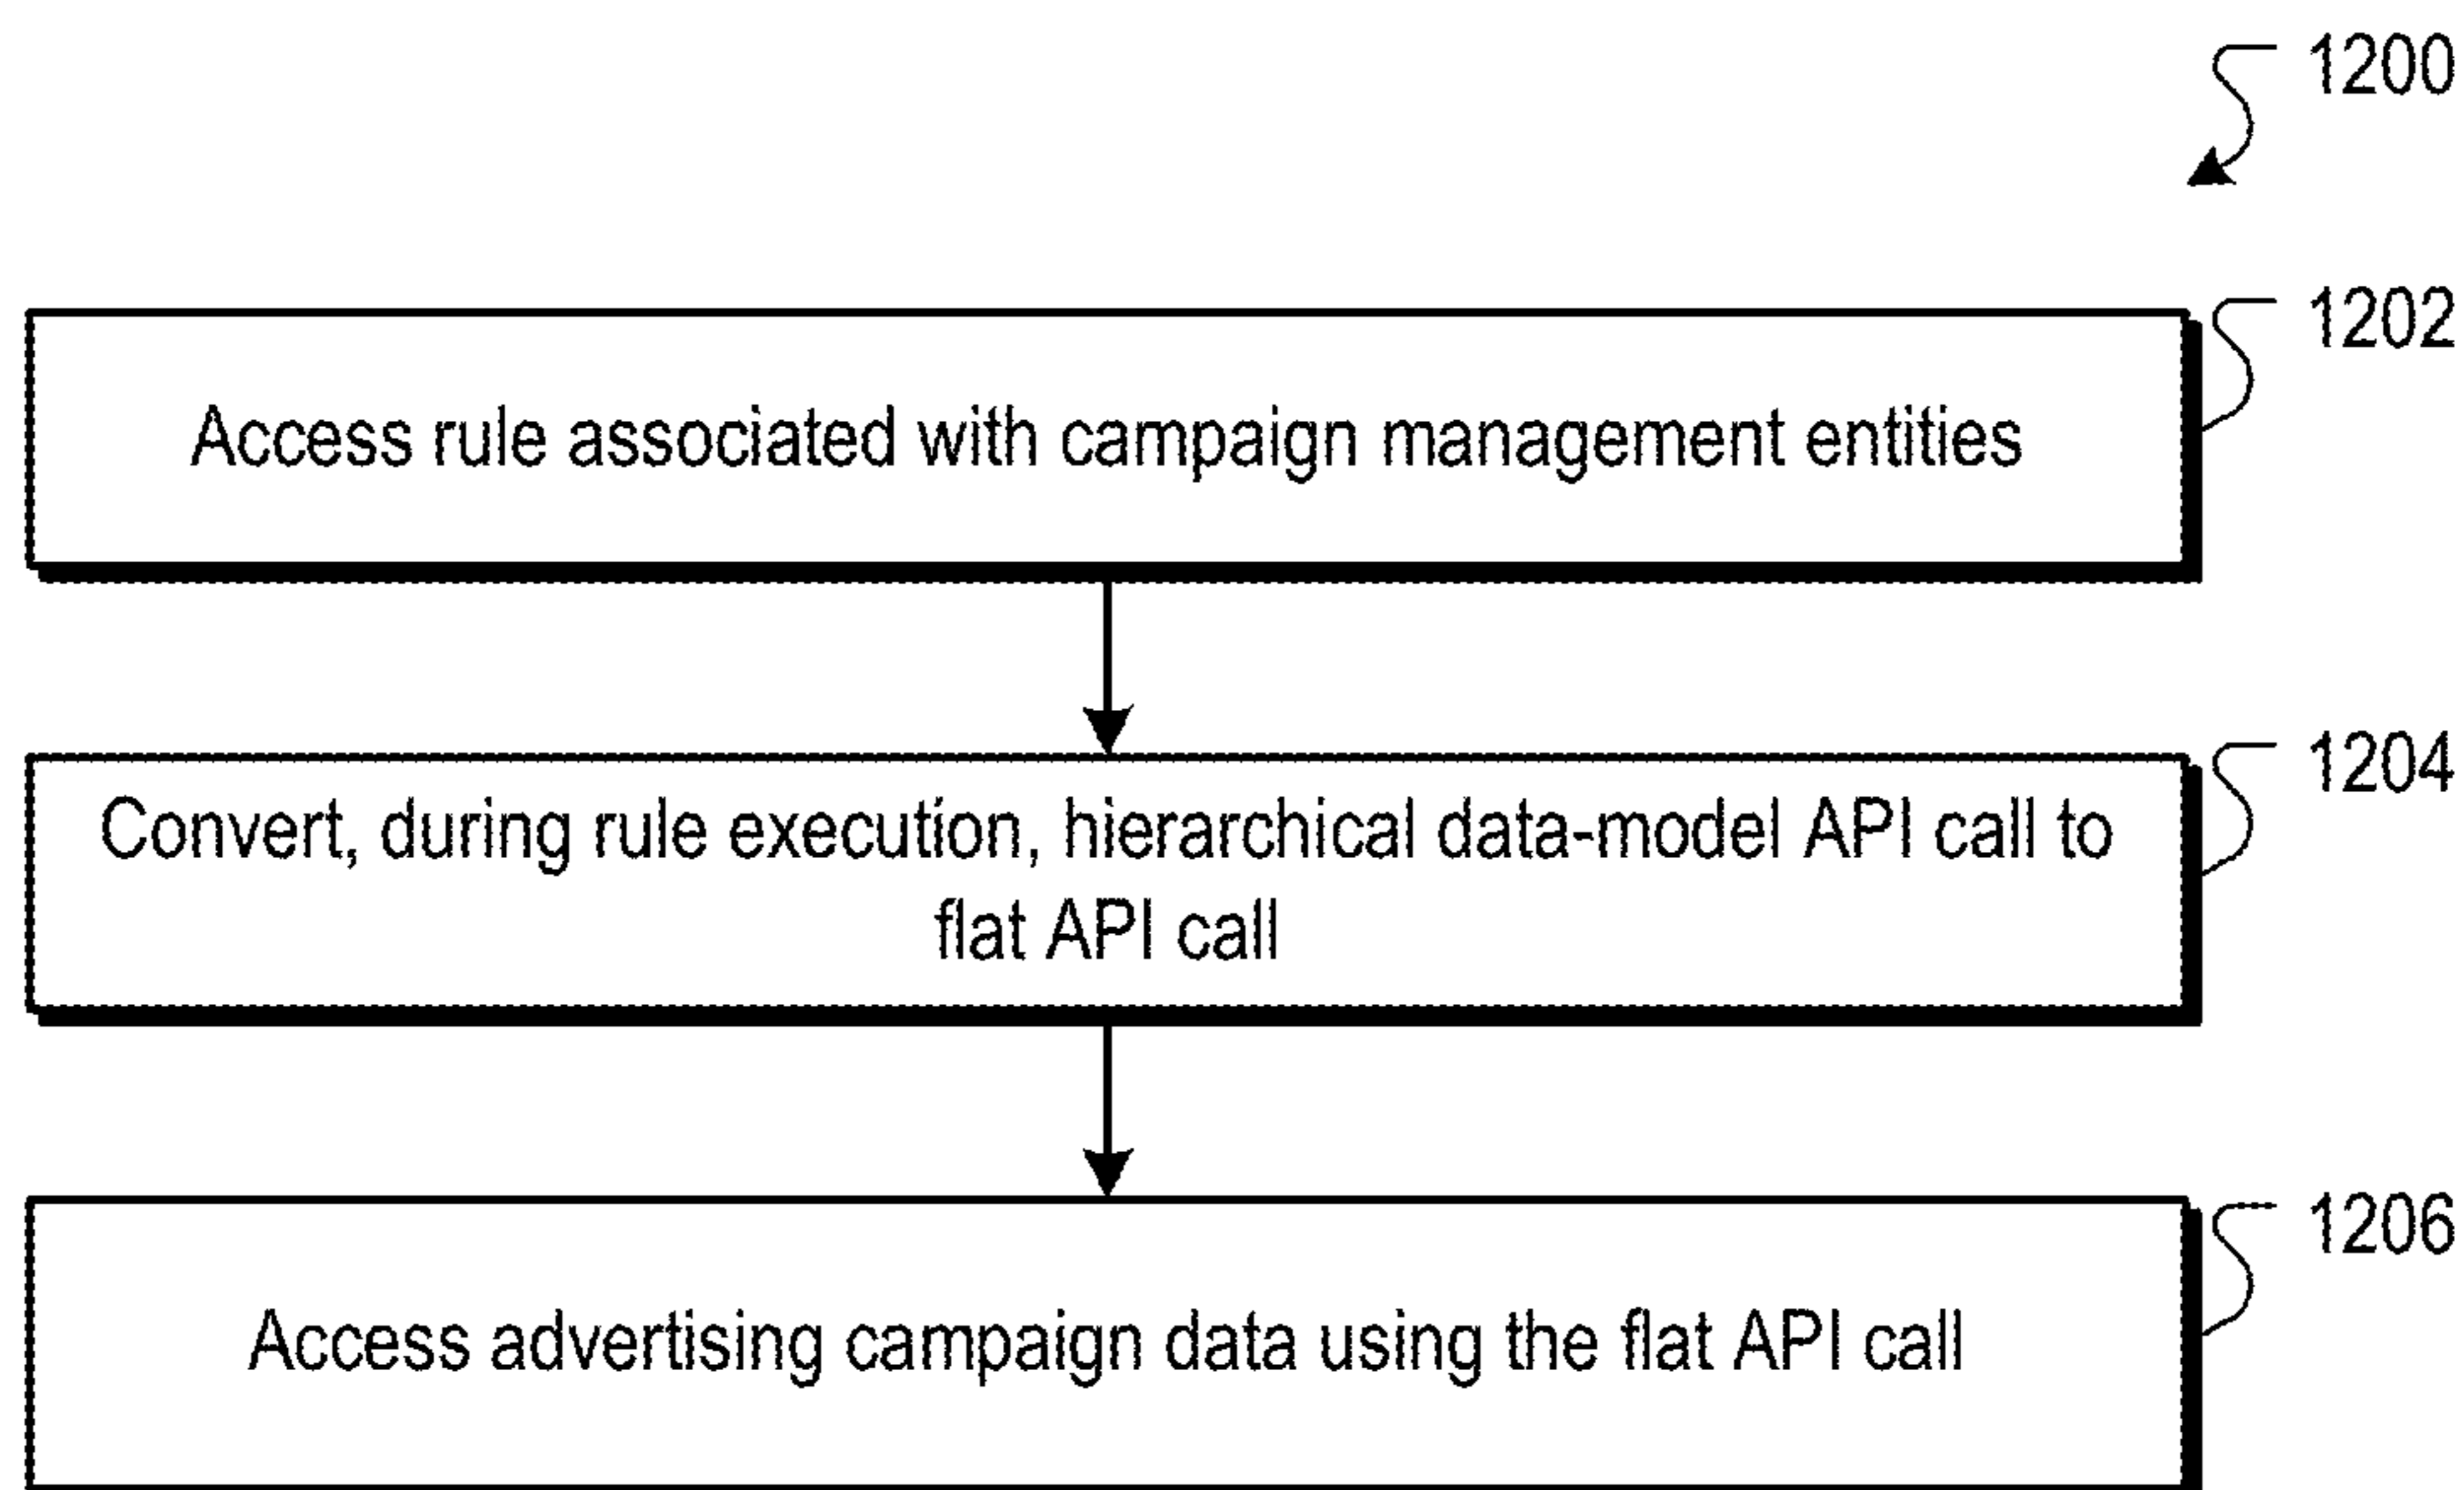 1200
1202
Access rule associated with campaign management entities
1204
Convert, during rule execution, hierarchical data-model API call to
flat API call
1206
Access advertising campaign data using the flat API call